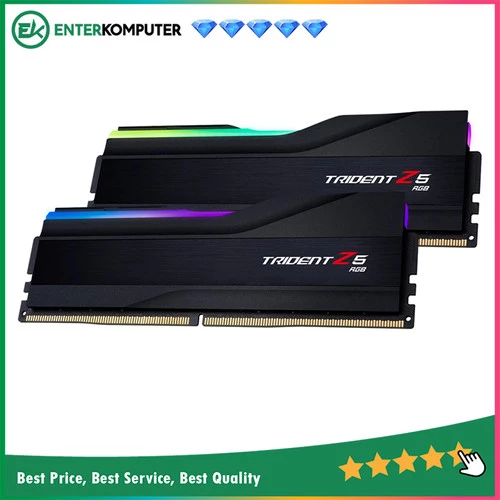 EK ENTERKOMPUTER
TRIDENT Z5
RGB
TRIDENT Z5
RGB
Best Price, Best Service, Best Quality